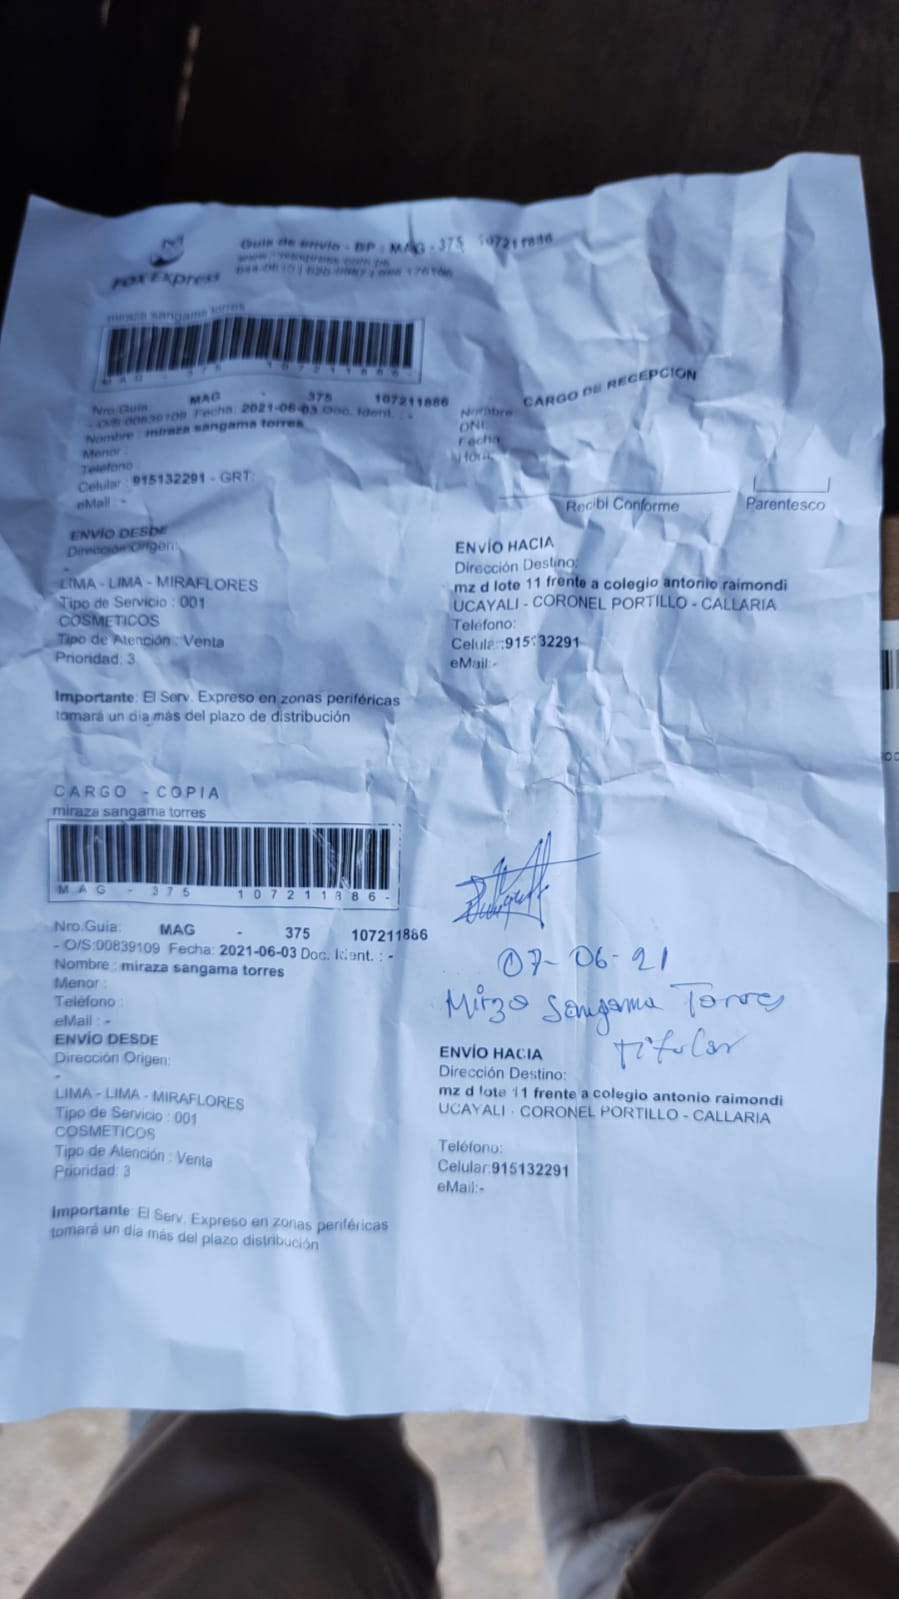 FOX Express
Guia de envío - BP : MAG - 375 107211886
miraza sangama torres
MAG - 375 107211886-
Nro.Guia: MAG - 375 107211886
- O/S:00839109 Fecha: 2021-06-03 Doc. Ident. : -
Nombre : miraza sangama torres
Menor :
Teléfono :
Celular : 915132291 - GRT:
eMail : -
CARGO DE RECEPCION
Nombre:
DNI:
Fecha:
Hora:
Recibi Conforme
Parentesco
ENVÍO DESDE
Dirección Origen:
-
LIMA - LIMA - MIRAFLORES
Tipo de Servicio : 001
COSMETICOS
Tipo de Atención : Venta
Prioridad: 3
ENVÍO HACIA
Dirección Destino:
mz d lote 11 frente a colegio antonio raimondi
UCAYALI - CORONEL PORTILLO - CALLARIA
Teléfono:
Celular:915132291
eMail:-
Importante: El Serv. Expreso en zonas periféricas
tomará un día más del plazo de distribución
CARGO - COPIA
miraza sangama torres
MAG - 375 107211886-
Nro.Guia: MAG - 375 107211886
- O/S:00839109 Fecha: 2021-06-03 Doc. Ident. : -
Nombre : miraza sangama torres
Menor :
Teléfono :
eMail : -
07-06-21
Mirza Sangama Torres
titular
ENVÍO DESDE
Dirección Origen:
-
LIMA - LIMA - MIRAFLORES
Tipo de Servicio : 001
COSMETICOS
Tipo de Atención : Venta
Prioridad: 3
ENVÍO HACIA
Dirección Destino:
mz d lote 11 frente a colegio antonio raimondi
UCAYALI - CORONEL PORTILLO - CALLARIA
Teléfono:
Celular:915132291
eMail:-
Importante: El Serv. Expreso en zonas periféricas
tomará un día más del plazo distribución